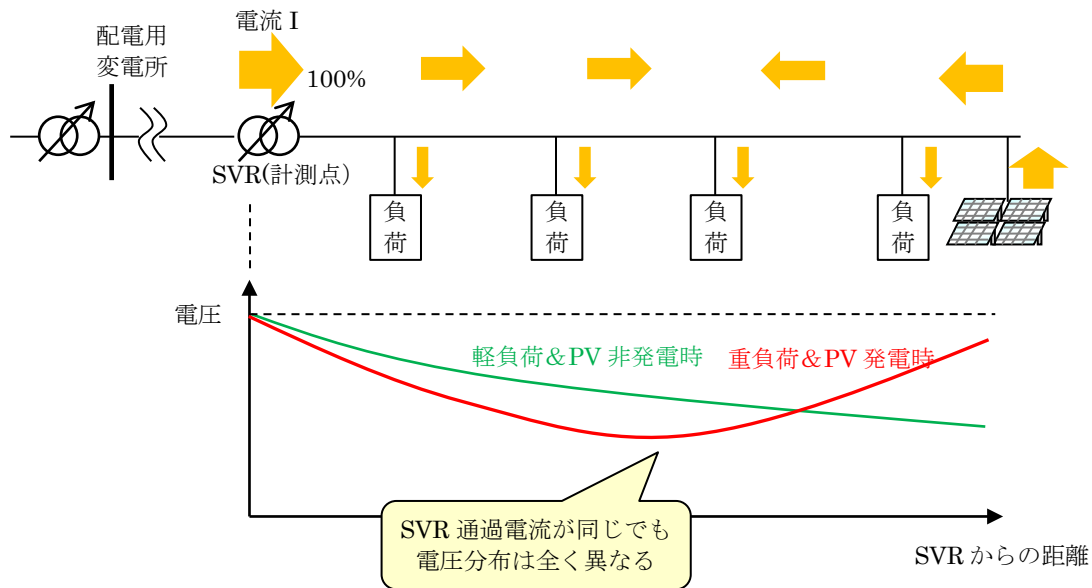 電流 I
配電用
変電所
100%
SVR(計測点)
負
荷
負
荷
負
荷
負
荷
電圧
軽負荷＆PV 非発電時
重負荷＆PV 発電時
SVR 通過電流が同じでも
電圧分布は全く異なる
SVR からの距離